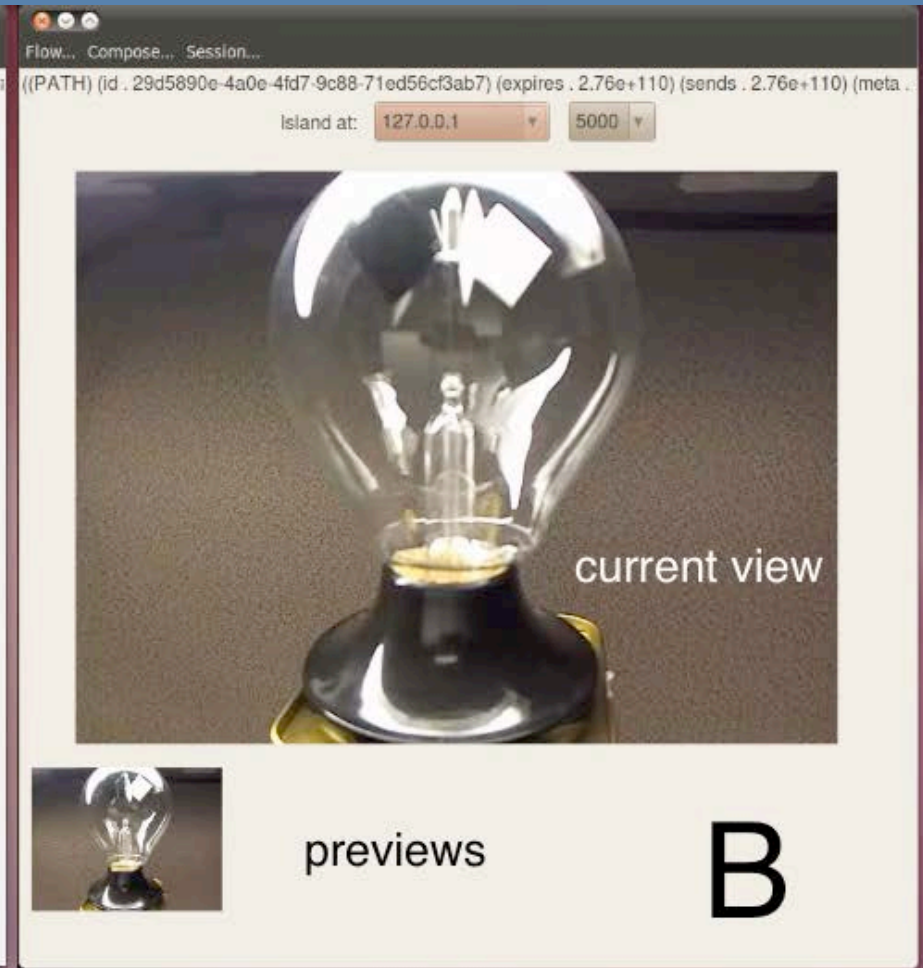 Flow... Compose... Session...
((PATH) (id . 29d5890e-4a0e-4fd7-9c88-71ed56cf3ab7) (expires . 2.76e+110) (sends . 2.76e+110) (meta .
Island at: 127.0.0.1 5000
current view
previews
B